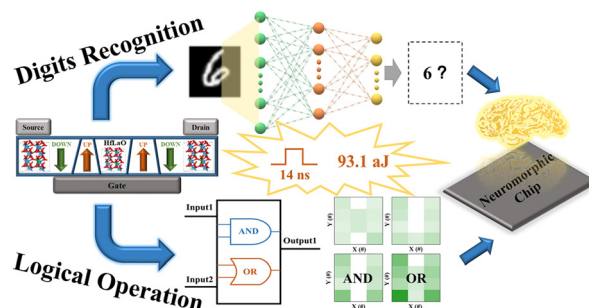 Digits Recognition
6 ?
Source
Drain
DOWN
UP
HfLaO
UP
DOWN
Gate
14 ns
93.1 aJ
Neuromorphic
Chip
Logical Operation
Input1
AND
Output1
OR
Input2
Y (#)
Y (#)
X (#)
X (#)
Y (#)
AND
Y (#)
OR
X (#)
X (#)